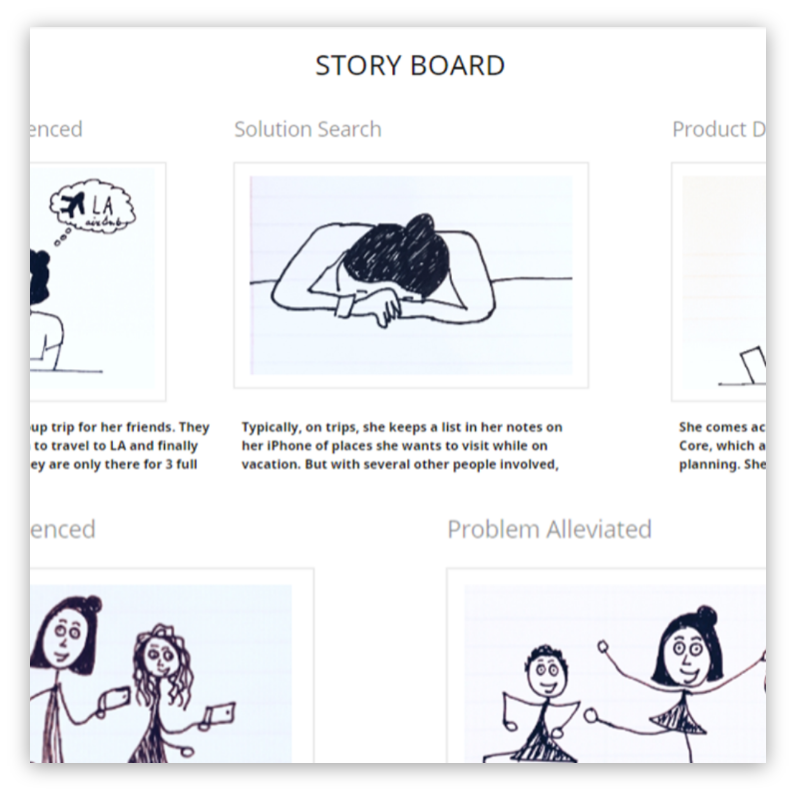 STORY BOARD
enced
Solution Search
Product D
LA
airbnb
up trip for her friends. They
to travel to LA and finally
ey are only there for 3 full
Typically, on trips, she keeps a list in her notes on
her iPhone of places she wants to visit while on
vacation. But with several other people involved,
She comes ac
Core, which a
planning. She
enced
Problem Alleviated